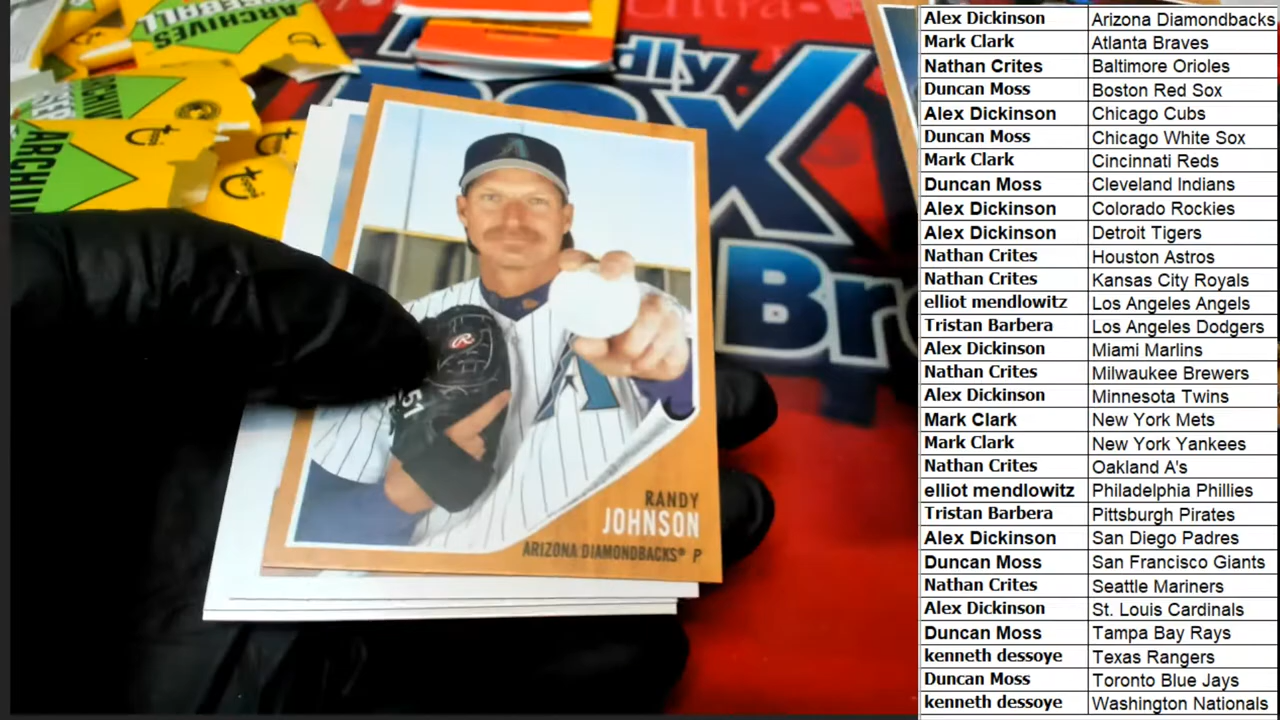 ARCHIVES
BASEBALL
topps
ARCHIV
topps
topps
dly
Br
A
R
51
A
RANDY
JOHNSON
ARIZONA DIAMONDBACKS® P
Alex Dickinson Arizona Diamondbacks
Mark Clark Atlanta Braves
Nathan Crites Baltimore Orioles
Duncan Moss Boston Red Sox
Alex Dickinson Chicago Cubs
Duncan Moss Chicago White Sox
Mark Clark Cincinnati Reds
Duncan Moss Cleveland Indians
Alex Dickinson Colorado Rockies
Alex Dickinson Detroit Tigers
Nathan Crites Houston Astros
Nathan Crites Kansas City Royals
elliot mendlowitz Los Angeles Angels
Tristan Barbera Los Angeles Dodgers
Alex Dickinson Miami Marlins
Nathan Crites Milwaukee Brewers
Alex Dickinson Minnesota Twins
Mark Clark New York Mets
Mark Clark New York Yankees
Nathan Crites Oakland A's
elliot mendlowitz Philadelphia Phillies
Tristan Barbera Pittsburgh Pirates
Alex Dickinson San Diego Padres
Duncan Moss San Francisco Giants
Nathan Crites Seattle Mariners
Alex Dickinson St. Louis Cardinals
Duncan Moss Tampa Bay Rays
kenneth dessoye Texas Rangers
Duncan Moss Toronto Blue Jays
kenneth dessoye Washington Nationals